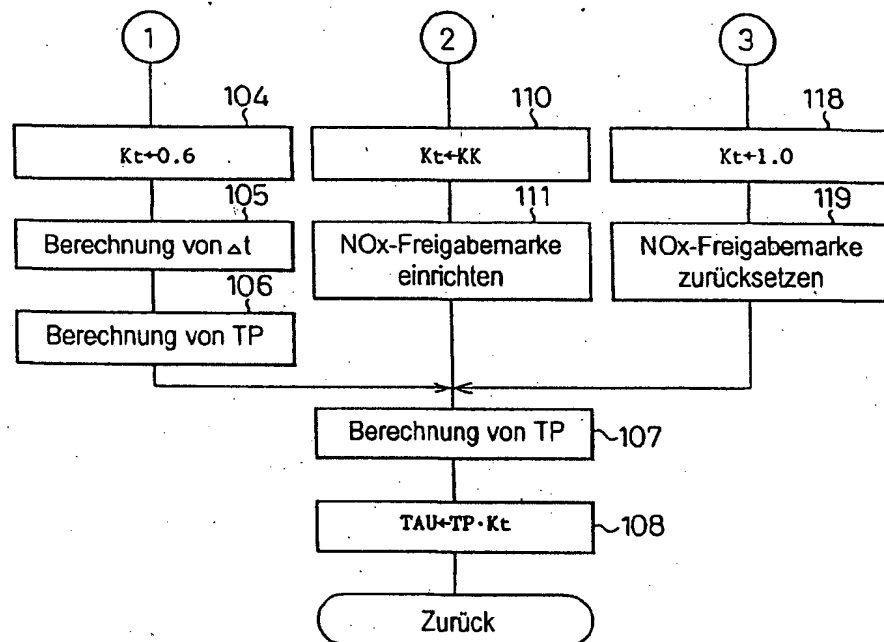 1 2 3
104 110 118
Kt←0.6 Kt←KK Kt←1.0
105 111 119
Berechnung von Δt NOx-Freigabemarke NOx-Freigabemarke
einrichten zurücksetzen
106
Berechnung von TP
Berechnung von TP 107
TAU←TP·Kt 108
Zurück